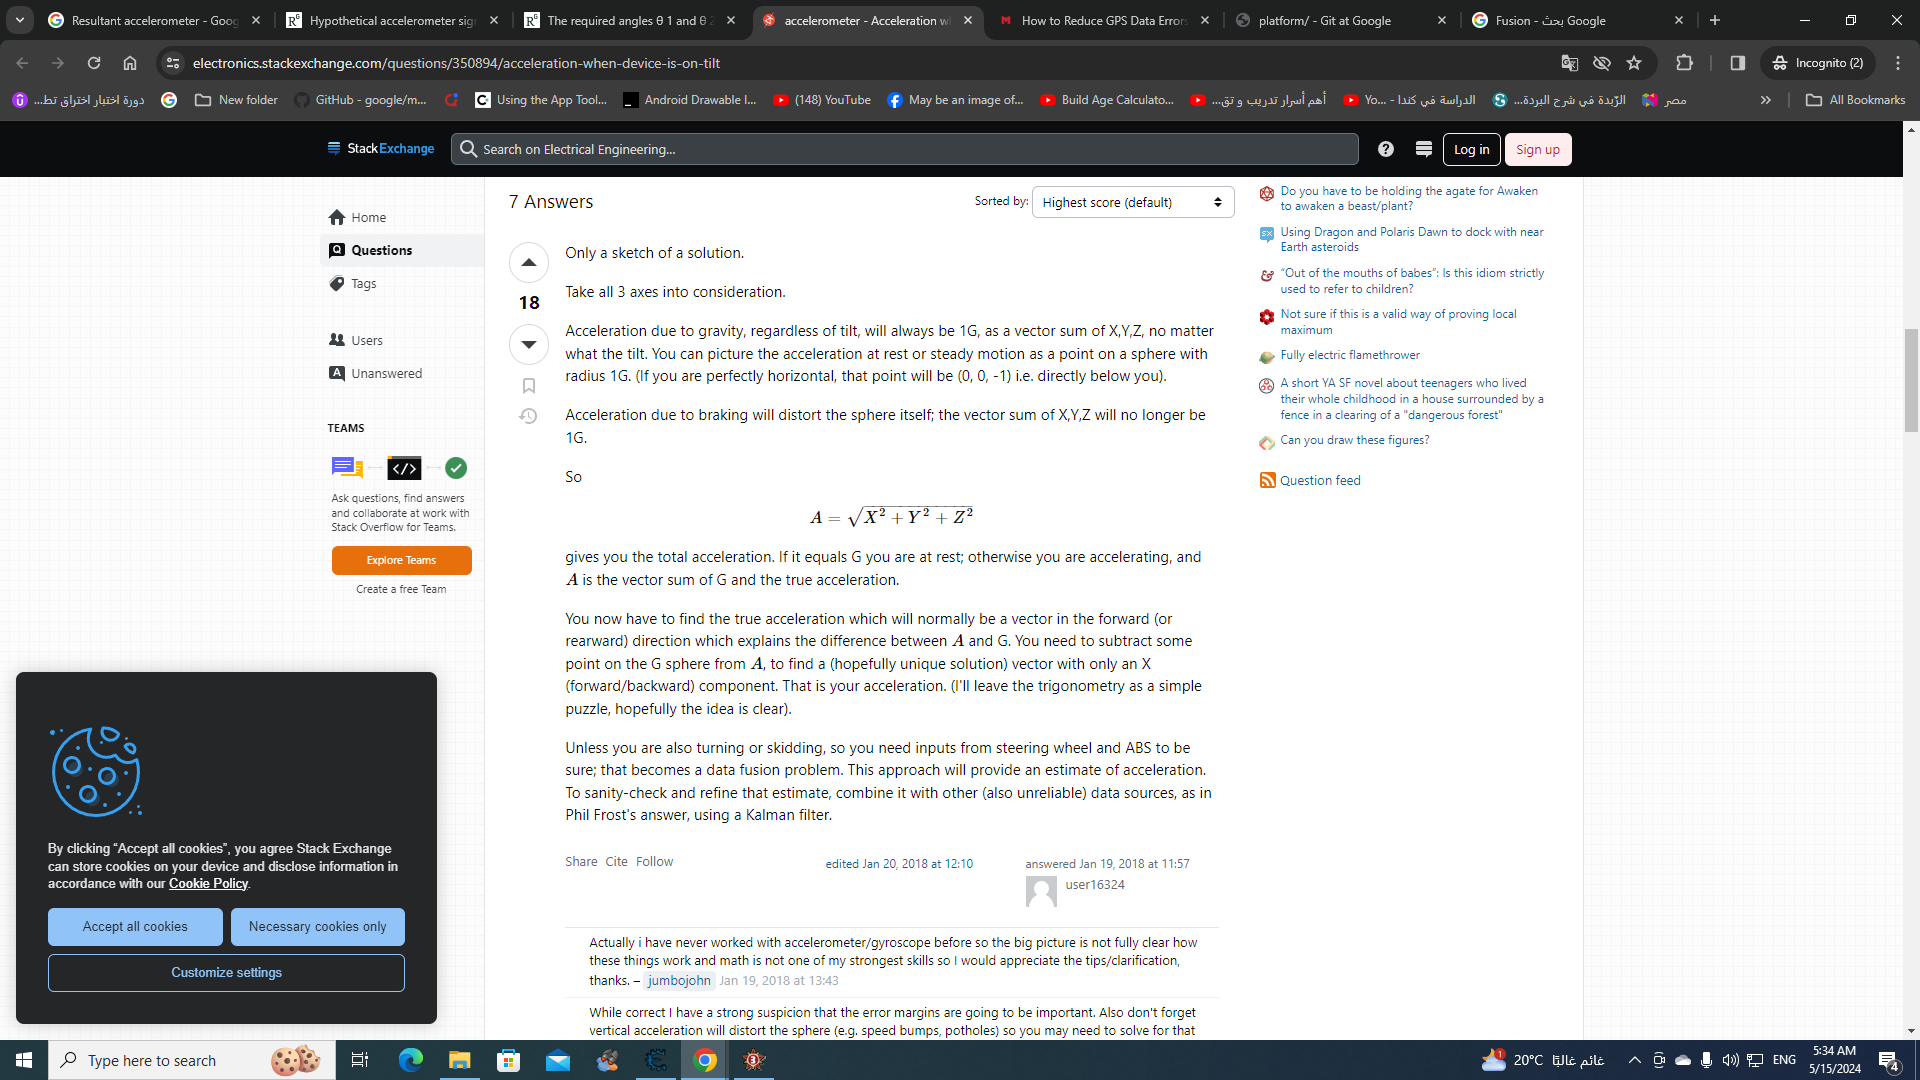 Resultant accelerometer - Goog
Hypothetical accelerometer sig
The required angles θ 1 and θ 2
accelerometer - Acceleration wh
How to Reduce GPS Data Errors
platform/ - Git at Google
Fusion - بحث Google
electronics.stackexchange.com/questions/350894/acceleration-when-device-is-on-tilt
Incognito (2)
دورة اختبار اختراق تط...
New folder
GitHub - google/m...
Using the App Tool...
Android Drawable I...
(148) YouTube
May be an image of...
Build Age Calculato...
أهم أسرار تدريب و تق...
الدراسة في كندا - Yo...
الزبدة في شرح البردة...
مصر
All Bookmarks
StackExchange
Search on Electrical Engineering...
Log in
Sign up
Home
Questions
Tags
Users
Unanswered
TEAMS
Ask questions, find answers
and collaborate at work with
Stack Overflow for Teams.
Explore Teams
Create a free Team
7 Answers
Sorted by:
Highest score (default)
18
Only a sketch of a solution.
Take all 3 axes into consideration.
Acceleration due to gravity, regardless of tilt, will always be 1G, as a vector sum of X,Y,Z, no matter
what the tilt. You can picture the acceleration at rest or steady motion as a point on a sphere with
radius 1G. (If you are perfectly horizontal, that point will be (0, 0, -1) i.e. directly below you).
Acceleration due to braking will distort the sphere itself; the vector sum of X,Y,Z will no longer be
1G.
So
A = √X² + Y² + Z²
gives you the total acceleration. If it equals G you are at rest; otherwise you are accelerating, and
A is the vector sum of G and the true acceleration.
You now have to find the true acceleration which will normally be a vector in the forward (or
rearward) direction which explains the difference between A and G. You need to subtract some
point on the G sphere from A, to find a (hopefully unique solution) vector with only an X
(forward/backward) component. That is your acceleration. (I'll leave the trigonometry as a simple
puzzle, hopefully the idea is clear).
Unless you are also turning or skidding, so you need inputs from steering wheel and ABS to be
sure; that becomes a data fusion problem. This approach will provide an estimate of acceleration.
To sanity-check and refine that estimate, combine it with other (also unreliable) data sources, as in
Phil Frost's answer, using a Kalman filter.
Share Cite Follow
edited Jan 20, 2018 at 12:10
answered Jan 19, 2018 at 11:57
user16324
Actually i have never worked with accelerometer/gyroscope before so the big picture is not fully clear how
these things work and math is not one of my strongest skills so I would appreciate the tips/clarification,
thanks. – jumbojohn Jan 19, 2018 at 13:43
While correct I have a strong suspicion that the error margins are going to be important. Also don't forget
vertical acceleration will distort the sphere (e.g. speed bumps, potholes) so you may need to solve for that
Do you have to be holding the agate for Awaken
to awaken a beast/plant?
Using Dragon and Polaris Dawn to dock with near
Earth asteroids
"Out of the mouths of babes": Is this idiom strictly
used to refer to children?
Not sure if this is a valid way of proving local
maximum
Fully electric flamethrower
A short YA SF novel about teenagers who lived
their whole childhood in a house surrounded by a
fence in a clearing of a "dangerous forest"
Can you draw these figures?
Question feed
By clicking “Accept all cookies”, you agree Stack Exchange
can store cookies on your device and disclose information in
accordance with our Cookie Policy.
Accept all cookies
Necessary cookies only
Customize settings
Type here to search
20°C غائم غالبًا
ENG
5:34 AM
5/15/2024
4